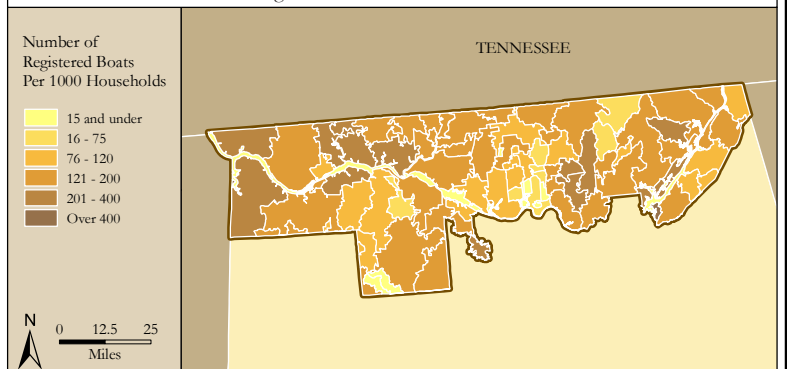 TENNESSEE
Number of
Registered Boats
Per 1000 Households
15 and under
16 - 75
76 - 120
121 - 200
201 - 400
Over 400
N
0 12.5 25
Miles